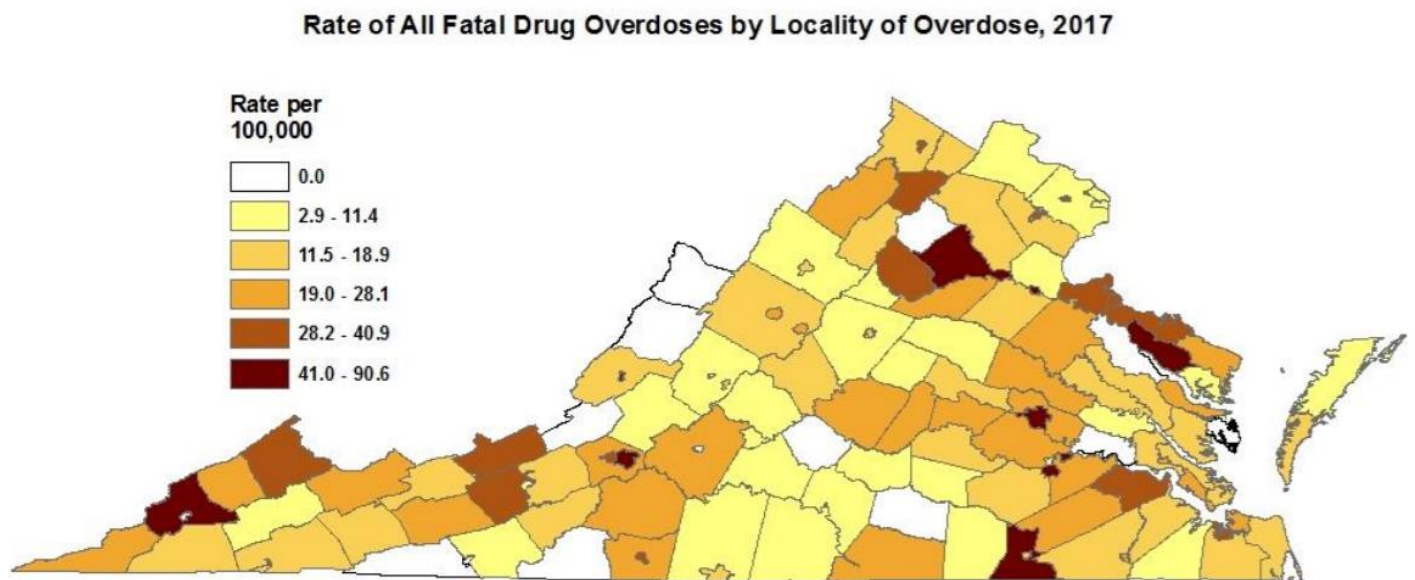 Rate of All Fatal Drug Overdoses by Locality of Overdose, 2017
Rate per
100,000
0.0
2.9 - 11.4
11.5 - 18.9
19.0 - 28.1
28.2 - 40.9
41.0 - 90.6